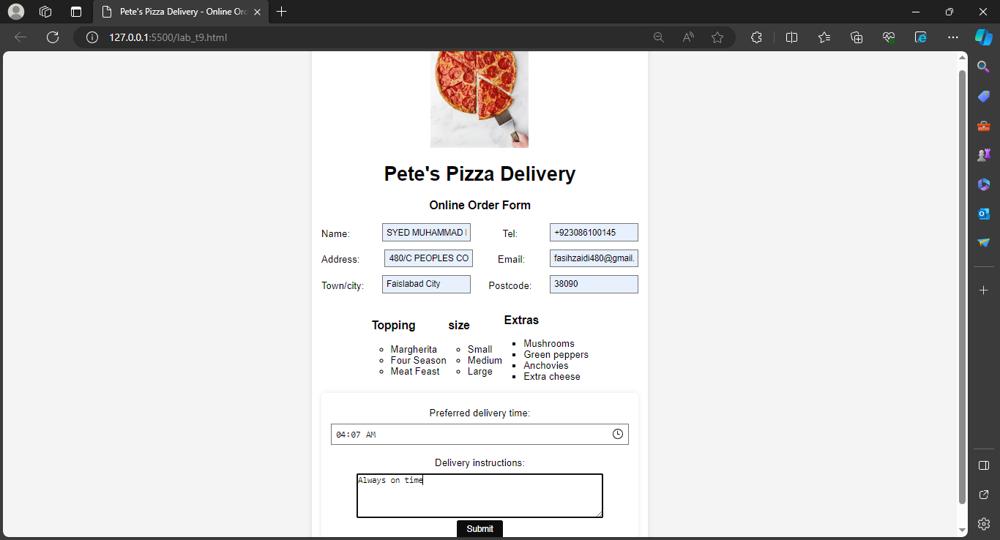 Pete's Pizza Delivery - Online Orc
127.0.0.1:5500/lab_t9.html
Pete's Pizza Delivery
Online Order Form
Name: SYED MUHAMMAD Tel: +923086100145
Address: 480/C PEOPLES CO Email: fasihzaidi480@gmail.
Town/city: Faislabad City Postcode: 38090
Topping size Extras
Margherita Small Mushrooms
Four Season Medium Green peppers
Meat Feast Large Anchovies
Extra cheese
Preferred delivery time:
04:07 AM
Delivery instructions:
Always on time
Submit